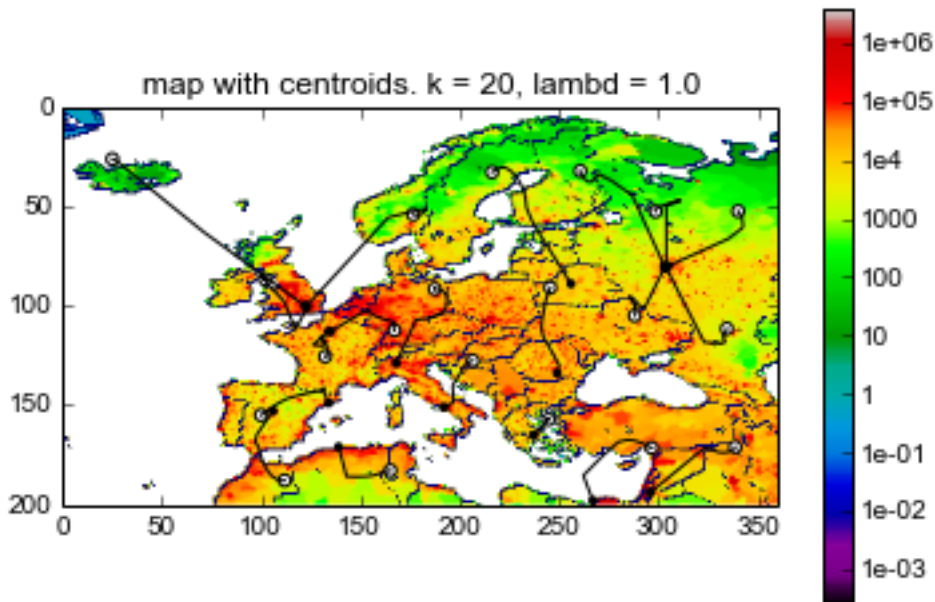 map with centroids. k = 20, lambd = 1.0
0
50
100
150
200
0 50 100 150 200 250 300 350
1e+06
1e+05
1e4
1000
100
10
1
1e-01
1e-02
1e-03